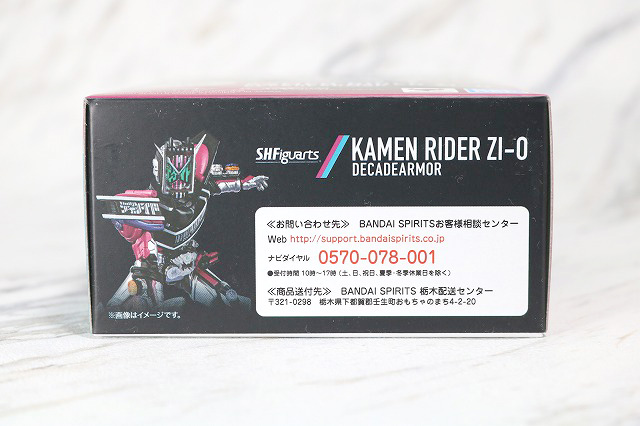 S.H.Figuarts
KAMEN RIDER ZI-O
DECADEARMOR
≪お問い合わせ先≫ BANDAI SPIRITSお客様相談センター
Web http://support.bandaispirits.co.jp
ナビダイヤル 0570-078-001
●受付時間 10時～17時(土、日、祝日、夏季・冬季休業日を除く)
≪商品送付先≫ BANDAI SPIRITS 栃木配送センター
〒321-0298 栃木県下都賀郡壬生町おもちゃのまち4-2-20
※画像はイメージです。